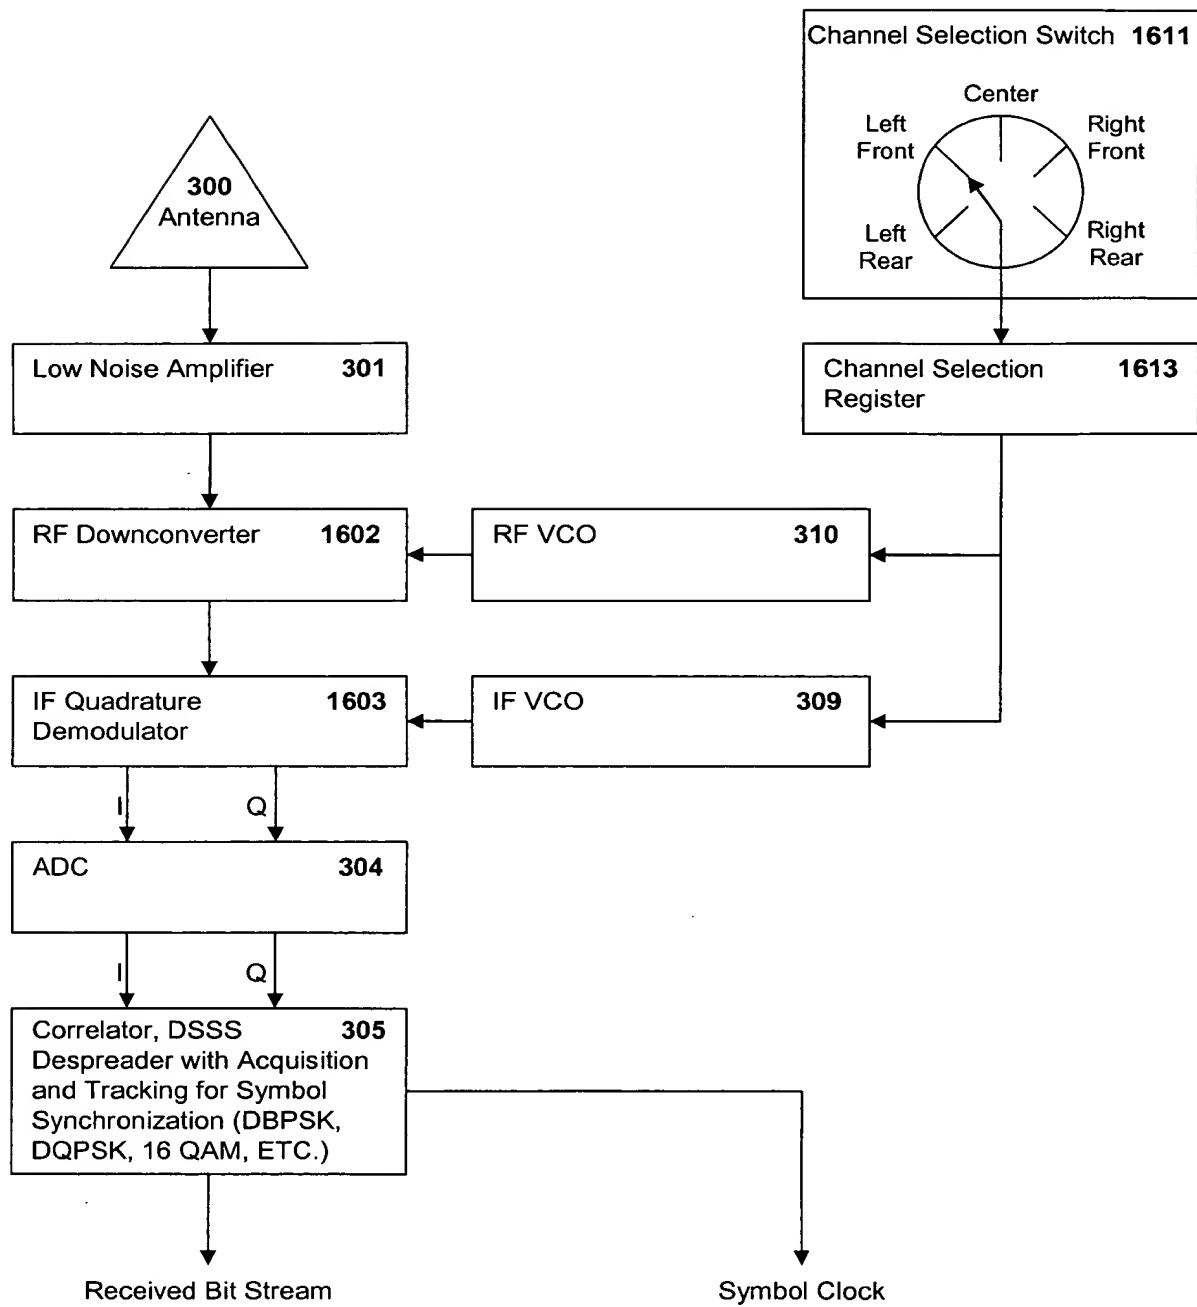 Channel Selection Switch 1611
Center
Left
Front
Right
Front
Left
Rear
Right
Rear
300
Antenna
Low Noise Amplifier 301
Channel Selection 1613
Register
RF Downconverter 1602
RF VCO 310
IF Quadrature 1603
Demodulator
IF VCO 309
I Q
ADC 304
I Q
Correlator, DSSS 305
Despreader with Acquisition
and Tracking for Symbol
Synchronization (DBPSK,
DQPSK, 16 QAM, ETC.)
Received Bit Stream
Symbol Clock